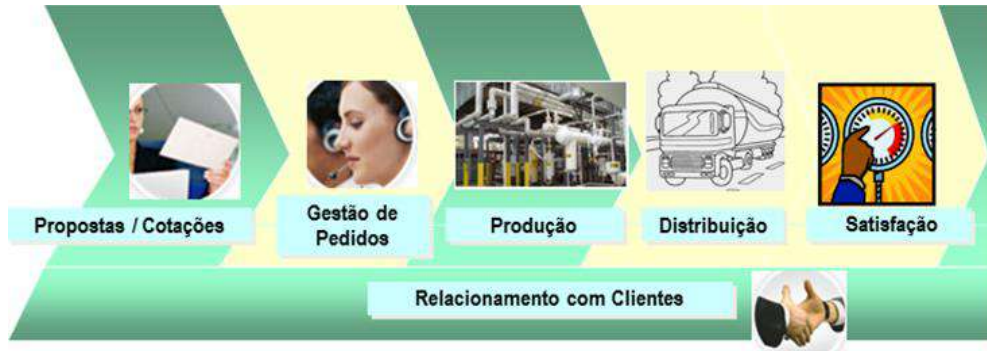 Propostas / Cotações
Gestão de
Pedidos
Produção
Distribuição
Satisfação
Relacionamento com Clientes